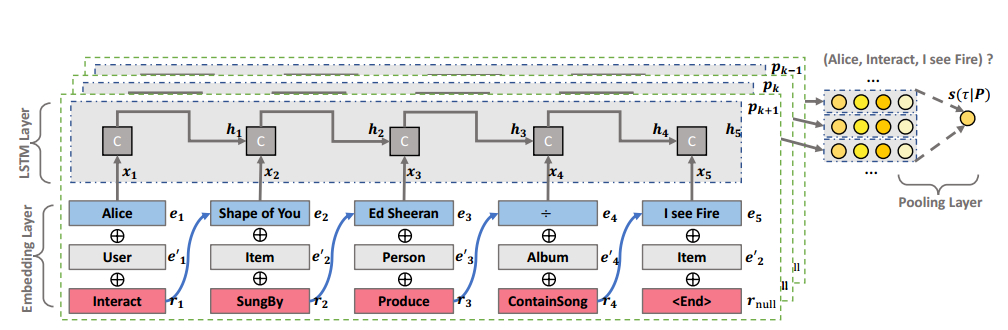 (Alice, Interact, I see Fire) ?
...
s(τ|P)
p_{k-1}
p_k
p_{k+1}
LSTM Layer
C C C C C
h_1 h_2 h_3 h_4 h_5
x_1 x_2 x_3 x_4 x_5
...
Pooling Layer
Embedding Layer
Alice e_1 Shape of You e_2 Ed Sheeran e_3 ÷ e_4 I see Fire e_5
⊕ ⊕ ⊕ ⊕ ⊕
User e'_1 Item e'_2 Person e'_3 Album e'_4 Item e'_2
ll
⊕ ⊕ ⊕ ⊕ ⊕
ll
Interact r_1 SungBy r_2 Produce r_3 ContainSong r_4 <End> r_null